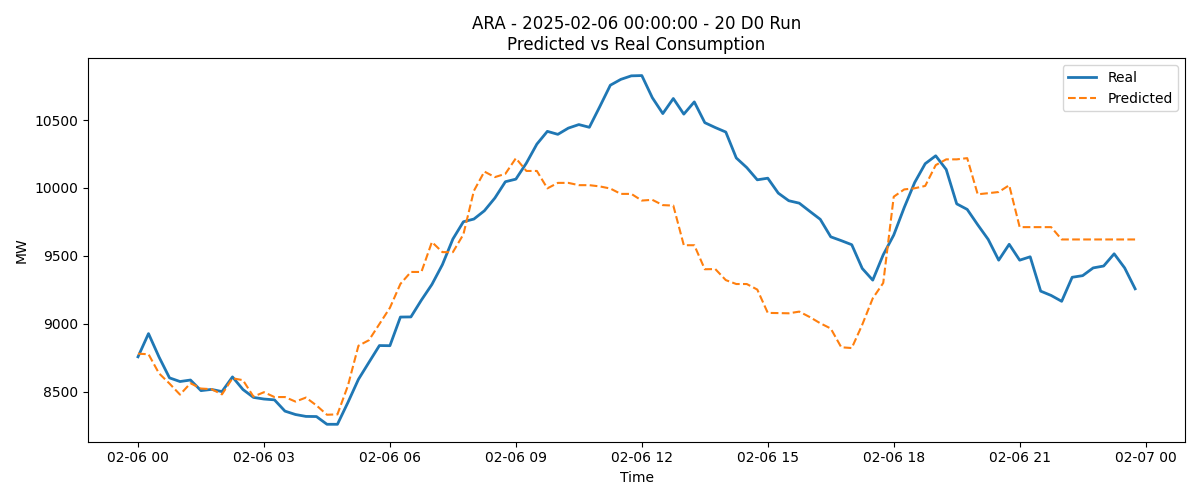 ARA - 2025-02-06 00:00:00 - 20 D0 Run
Predicted vs Real Consumption
Real
Predicted
MW
10500
10000
9500
9000
8500
02-06 00
02-06 03
02-06 06
02-06 09
02-06 12
02-06 15
02-06 18
02-06 21
02-07 00
Time